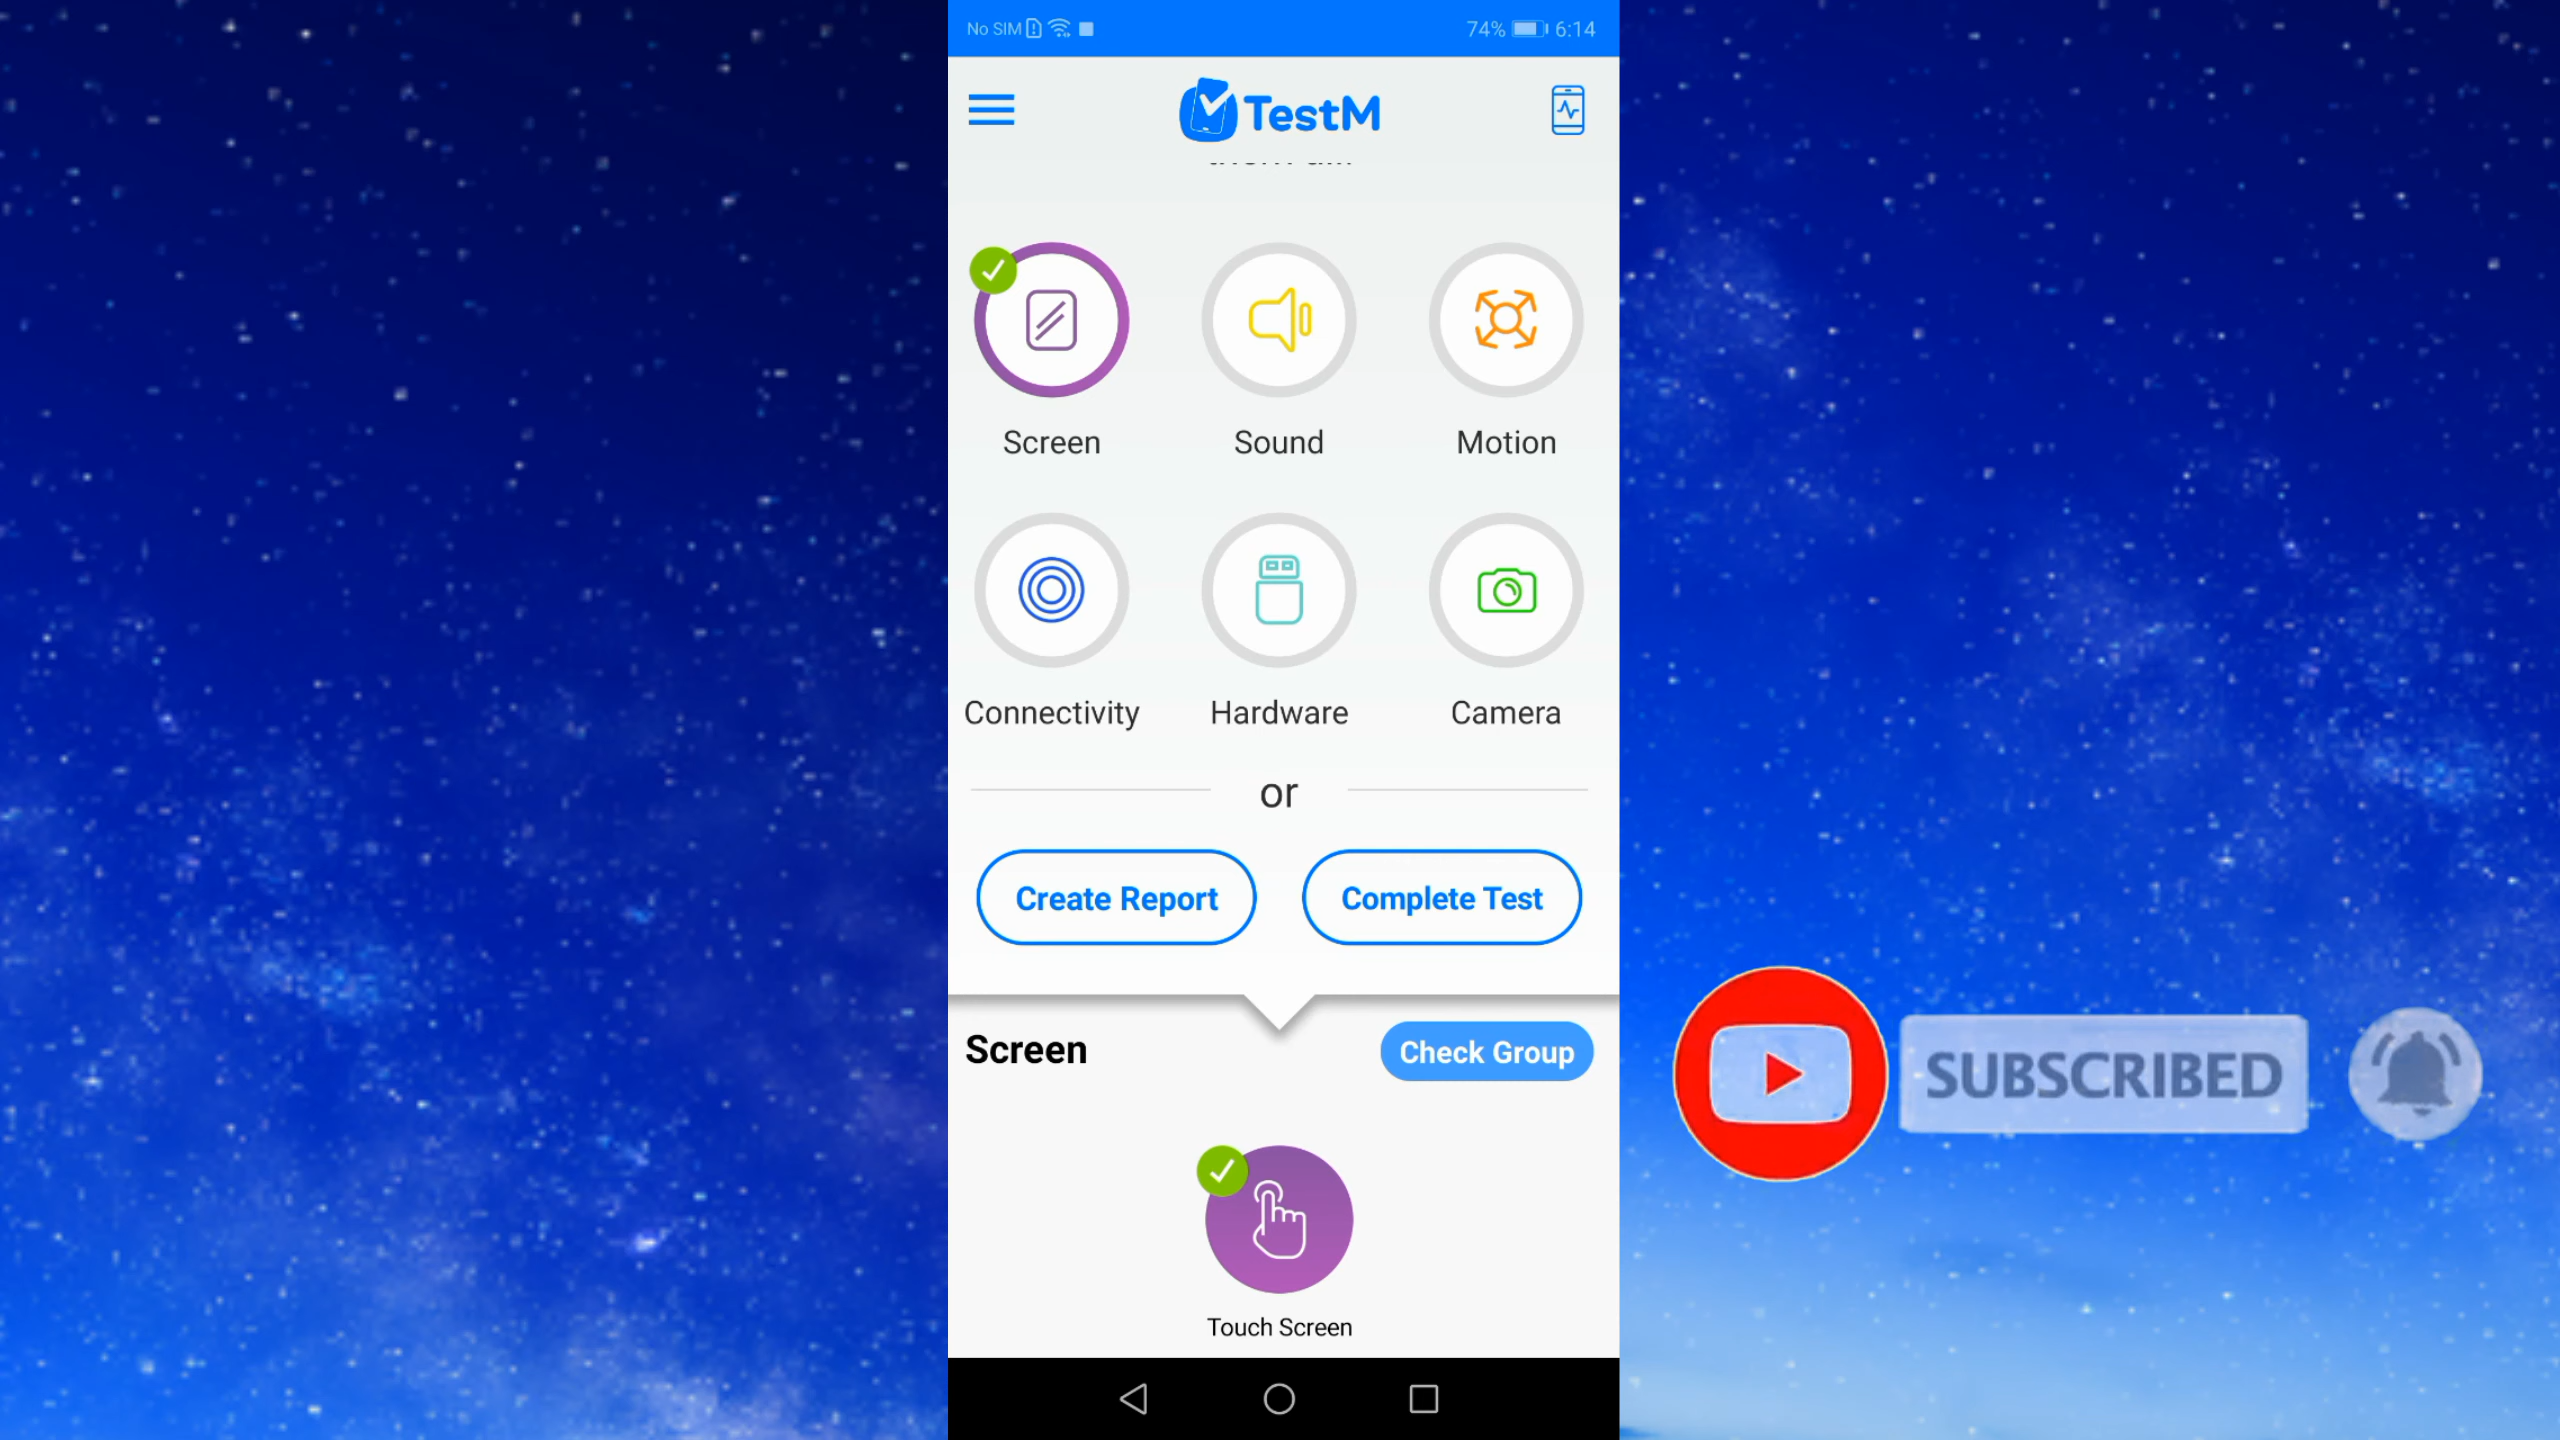 No SIM 74% 6:14
TestM
Screen Sound Motion
Connectivity Hardware Camera
or
Create Report Complete Test
Screen Check Group
Touch Screen
SUBSCRIBED